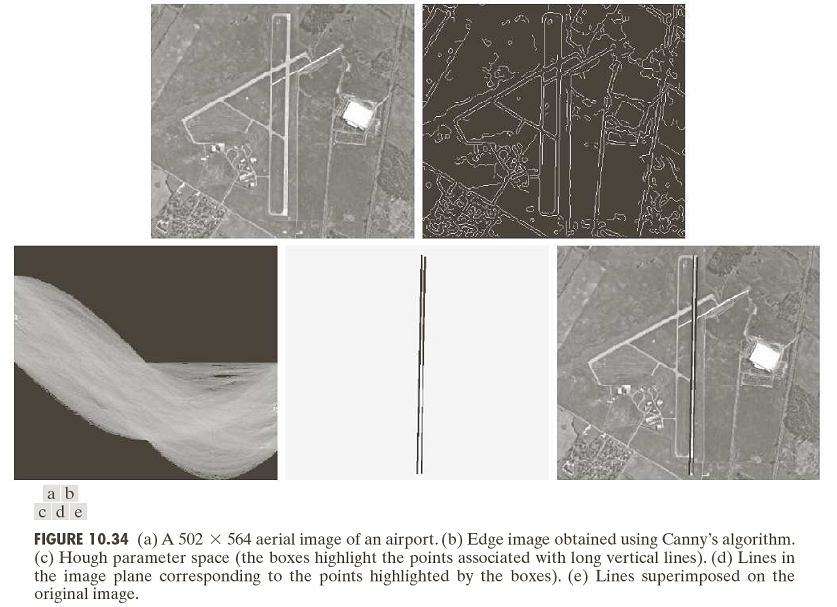 a b
c d e
FIGURE 10.34 (a) A 502 × 564 aerial image of an airport. (b) Edge image obtained using Canny’s algorithm.
(c) Hough parameter space (the boxes highlight the points associated with long vertical lines). (d) Lines in
the image plane corresponding to the points highlighted by the boxes). (e) Lines superimposed on the
original image.